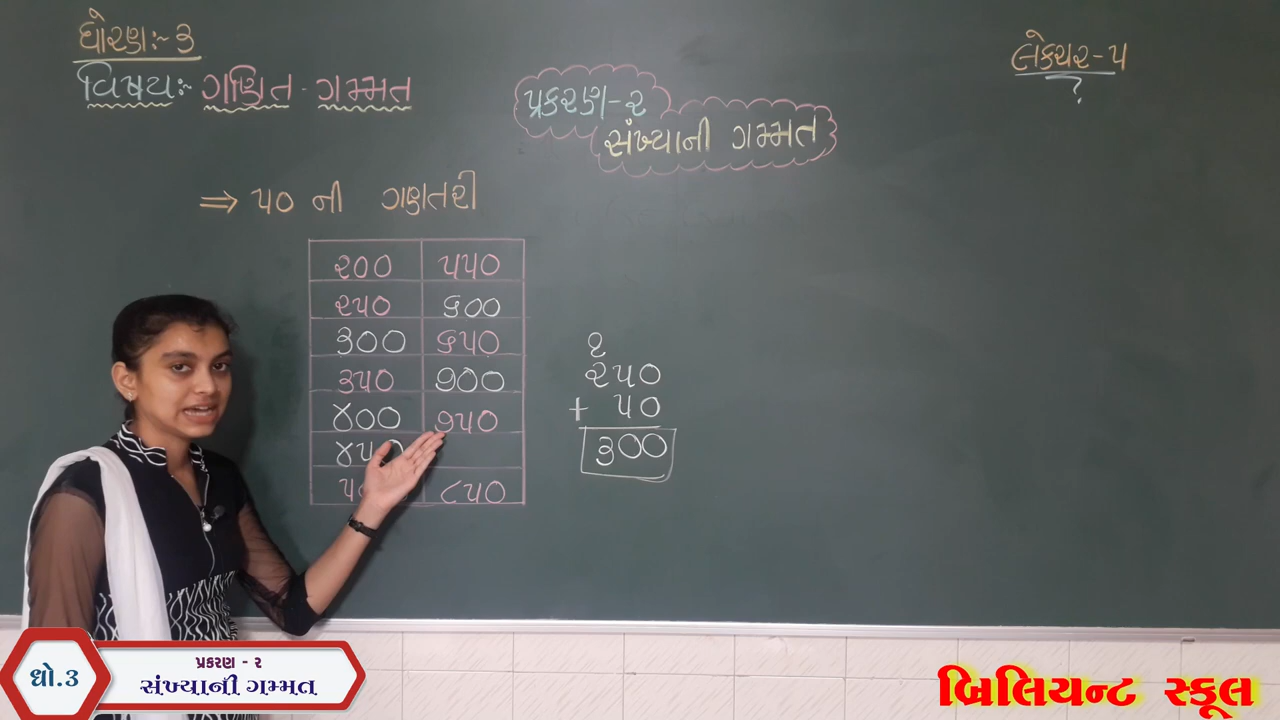 ધોરણ:- ૩
વિષય:- ગણિત - ગમ્મત
લેક્ચર - ૫
પ્રકરણ - ૨
સંખ્યાની ગમ્મત
⇒ ૫૦ ની ગણતરી
૨૦૦ ૫૫૦
૨૫૦ ૬૦૦
૩૦૦ ૬૫૦
૩૫૦ ૭૦૦
૪૦૦ ૭૫૦
૪૫૦
૮૫૦
૧
૨૫૦
+ ૫૦
૩૦૦
ધો.૩
પ્રકરણ - ૨
સંખ્યાની ગમ્મત
બ્રિલિયન્ટ સ્કૂલ